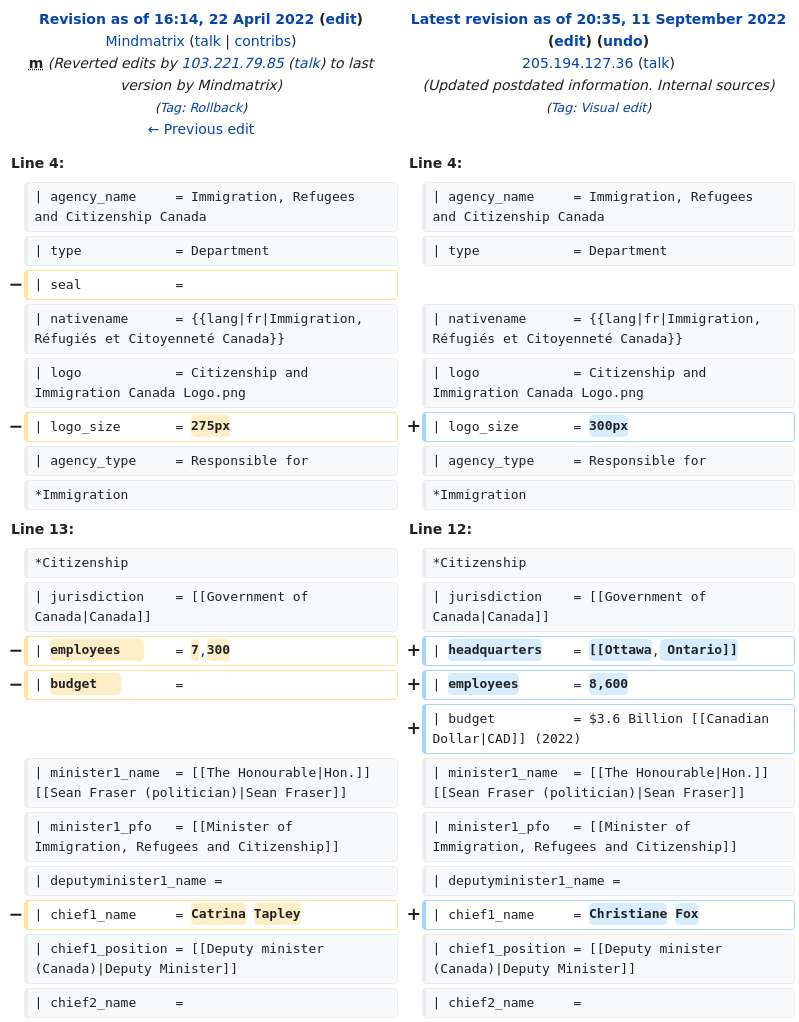 Revision as of 16:14, 22 April 2022 (edit)
Mindmatrix (talk | contribs)
m (Reverted edits by 103.221.79.85 (talk) to last
version by Mindmatrix)
(Tag: Rollback)
← Previous edit
Latest revision as of 20:35, 11 September 2022
(edit) (undo)
205.194.127.36 (talk)
(Updated postdated information. Internal sources)
(Tag: Visual edit)
Line 4:
Line 4:
| agency_name     = Immigration, Refugees
and Citizenship Canada
| agency_name     = Immigration, Refugees
and Citizenship Canada
| type            = Department
| type            = Department
− | seal            =
| nativename      = {{lang|fr|Immigration,
Réfugiés et Citoyenneté Canada}}
| nativename      = {{lang|fr|Immigration,
Réfugiés et Citoyenneté Canada}}
| logo            = Citizenship and
Immigration Canada Logo.png
| logo            = Citizenship and
Immigration Canada Logo.png
− | logo_size       = 275px
+ | logo_size       = 300px
| agency_type     = Responsible for
| agency_type     = Responsible for
*Immigration
*Immigration
Line 13:
Line 12:
*Citizenship
*Citizenship
| jurisdiction    = [[Government of
Canada|Canada]]
| jurisdiction    = [[Government of
Canada|Canada]]
− | employees       = 7,300
+ | headquarters    = [[Ottawa, Ontario]]
− | budget          =
+ | employees       = 8,600
+ | budget          = $3.6 Billion [[Canadian
Dollar|CAD]] (2022)
| minister1_name  = [[The Honourable|Hon.]]
[[Sean Fraser (politician)|Sean Fraser]]
| minister1_name  = [[The Honourable|Hon.]]
[[Sean Fraser (politician)|Sean Fraser]]
| minister1_pfo   = [[Minister of
Immigration, Refugees and Citizenship]]
| minister1_pfo   = [[Minister of
Immigration, Refugees and Citizenship]]
| deputyminister1_name =
| deputyminister1_name =
− | chief1_name     = Catrina Tapley
+ | chief1_name     = Christiane Fox
| chief1_position = [[Deputy minister
(Canada)|Deputy Minister]]
| chief1_position = [[Deputy minister
(Canada)|Deputy Minister]]
| chief2_name     =
| chief2_name     =